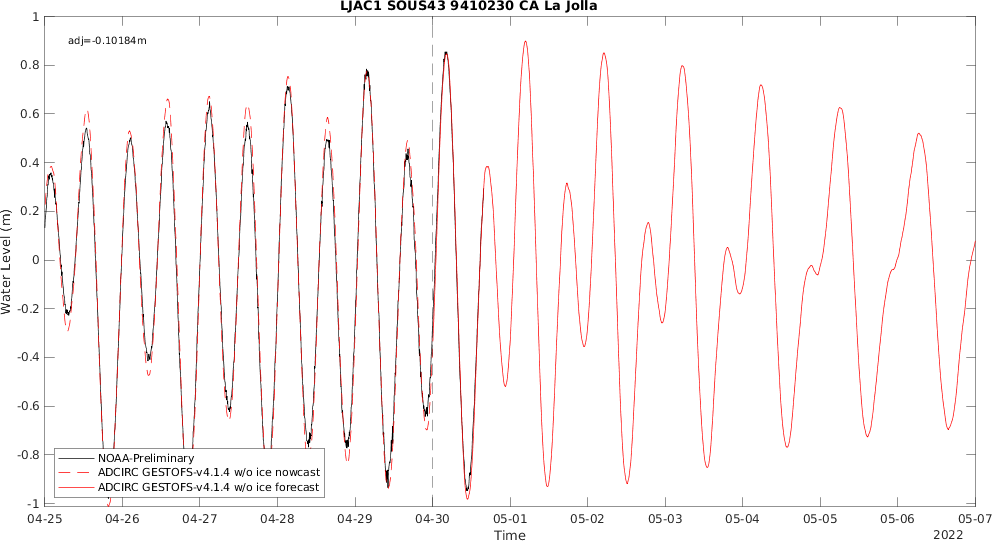 LJAC1 SOUS43 9410230 CA La Jolla
adj=-0.10184m
1
0.8
0.6
0.4
0.2
0
-0.2
-0.4
-0.6
-0.8
-1
Water Level (m)
NOAA-Preliminary
ADCIRC GESTOFS-v4.1.4 w/o ice nowcast
ADCIRC GESTOFS-v4.1.4 w/o ice forecast
04-25 04-26 04-27 04-28 04-29 04-30 05-01 05-02 05-03 05-04 05-05 05-06 05-07
Time
2022